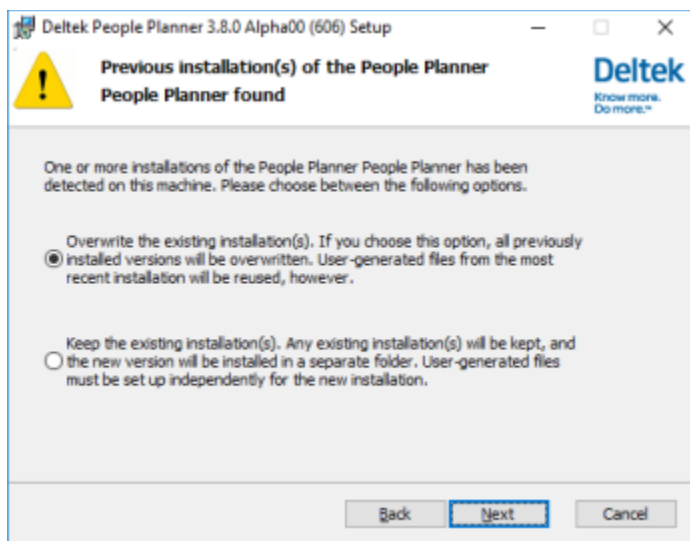 Deltek People Planner 3.8.0 Alpha00 (606) Setup
Previous installation(s) of the People Planner
People Planner found
Deltek
Know more.
Do more.™
One or more installations of the People Planner People Planner has been
detected on this machine. Please choose between the following options.
Overwrite the existing installation(s). If you choose this option, all previously
installed versions will be overwritten. User-generated files from the most
recent installation will be reused, however.
Keep the existing installation(s). Any existing installation(s) will be kept, and
the new version will be installed in a separate folder. User-generated files
must be set up independently for the new installation.
Back
Next
Cancel